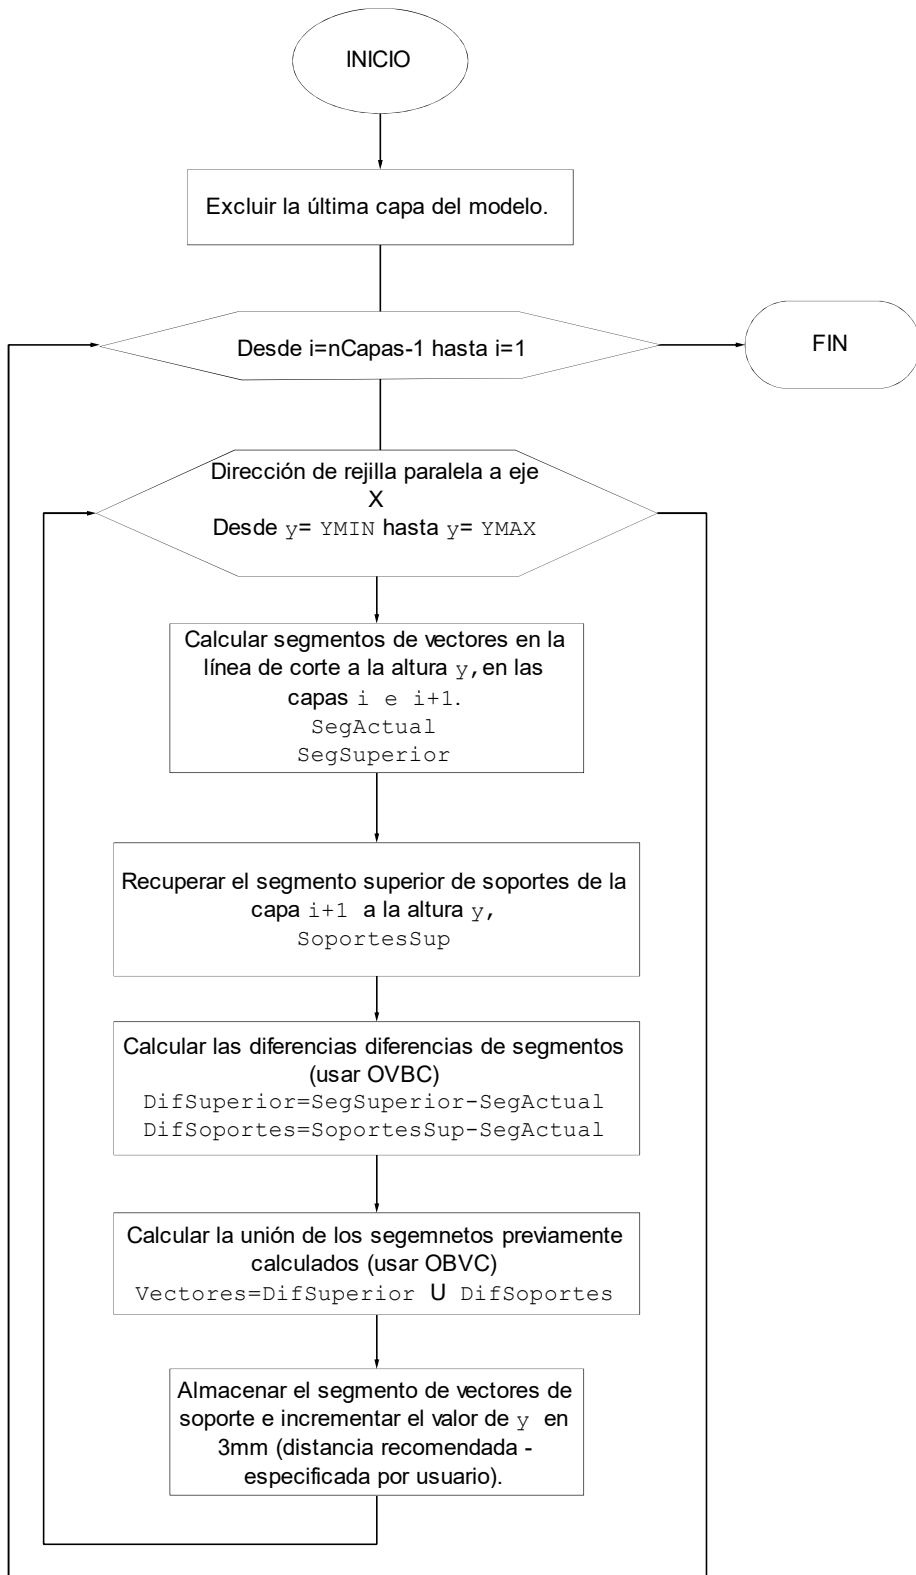 INICIO
Excluir la última capa del modelo.
Desde i=nCapas-1 hasta i=1
FIN
Dirección de rejilla paralela a eje
X
Desde y= YMIN hasta y= YMAX
Calcular segmentos de vectores en la
línea de corte a la altura y, en las
capas i e i+1.
SegActual
SegSuperior
Recuperar el segmento superior de soportes de la
capa i+1 a la altura y,
SoportesSup
Calcular las diferencias diferencias de segmentos
(usar OVBC)
DifSuperior=SegSuperior-SegActual
DifSoportes=SoportesSup-SegActual
Calcular la unión de los segemnetos previamente
calculados (usar OBVC)
Vectores=DifSuperior U DifSoportes
Almacenar el segmento de vectores de
soporte e incrementar el valor de y en
3mm (distancia recomendada -
especificada por usuario).